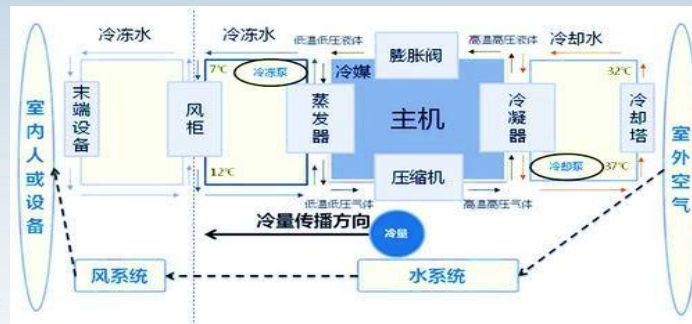 冷冻水
冷冻水
低温低压液体
膨胀阀
高温高压液体
冷却水
7℃
冷冻泵
冷媒
32℃
室内人或设备
末端设备
风柜
蒸发器
主机
冷凝器
冷却塔
室外空气
12℃
冷却泵
37℃
压缩机
低温低压气体
高温高压气体
冷量传播方向
冷量
风系统
水系统